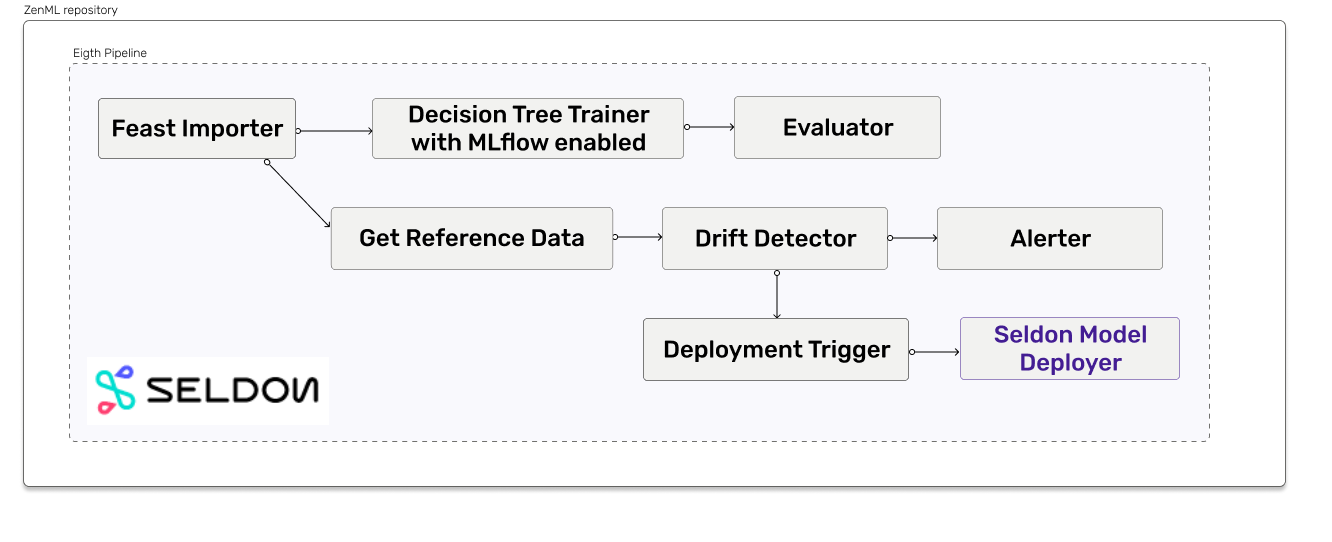 ZenML repository
Eigth Pipeline
Feast Importer
Decision Tree Trainer
with MLflow enabled
Evaluator
Get Reference Data
Drift Detector
Alerter
Deployment Trigger
Seldon Model
Deployer
SELDON